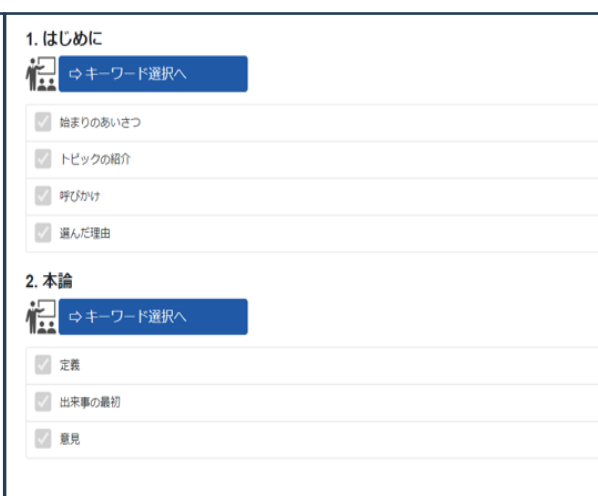 1. はじめに
⇨ キーワード選択へ
始まりのあいさつ
トピックの紹介
呼びかけ
選んだ理由
2. 本論
⇨ キーワード選択へ
定義
出来事の最初
意見